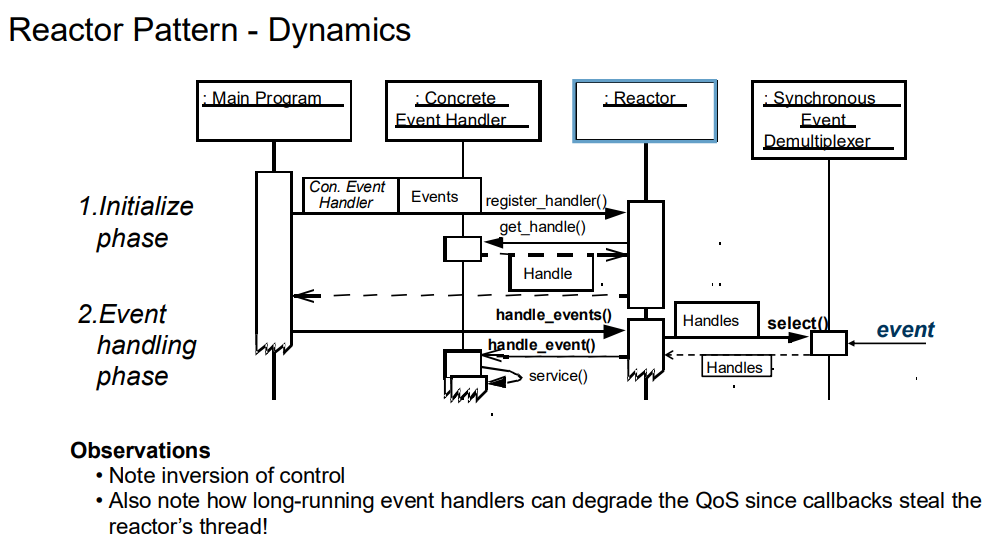 Reactor Pattern - Dynamics
: Main Program
: Concrete
Event Handler
: Reactor
: Synchronous
Event
Demultiplexer
1.Initialize
phase
Con. Event
Handler
Events
register_handler()
get_handle()
Handle
2.Event
handling
phase
handle_events()
Handles
select()
event
handle_event()
Handles
service()
Observations
• Note inversion of control
• Also note how long-running event handlers can degrade the QoS since callbacks steal the
reactor's thread!